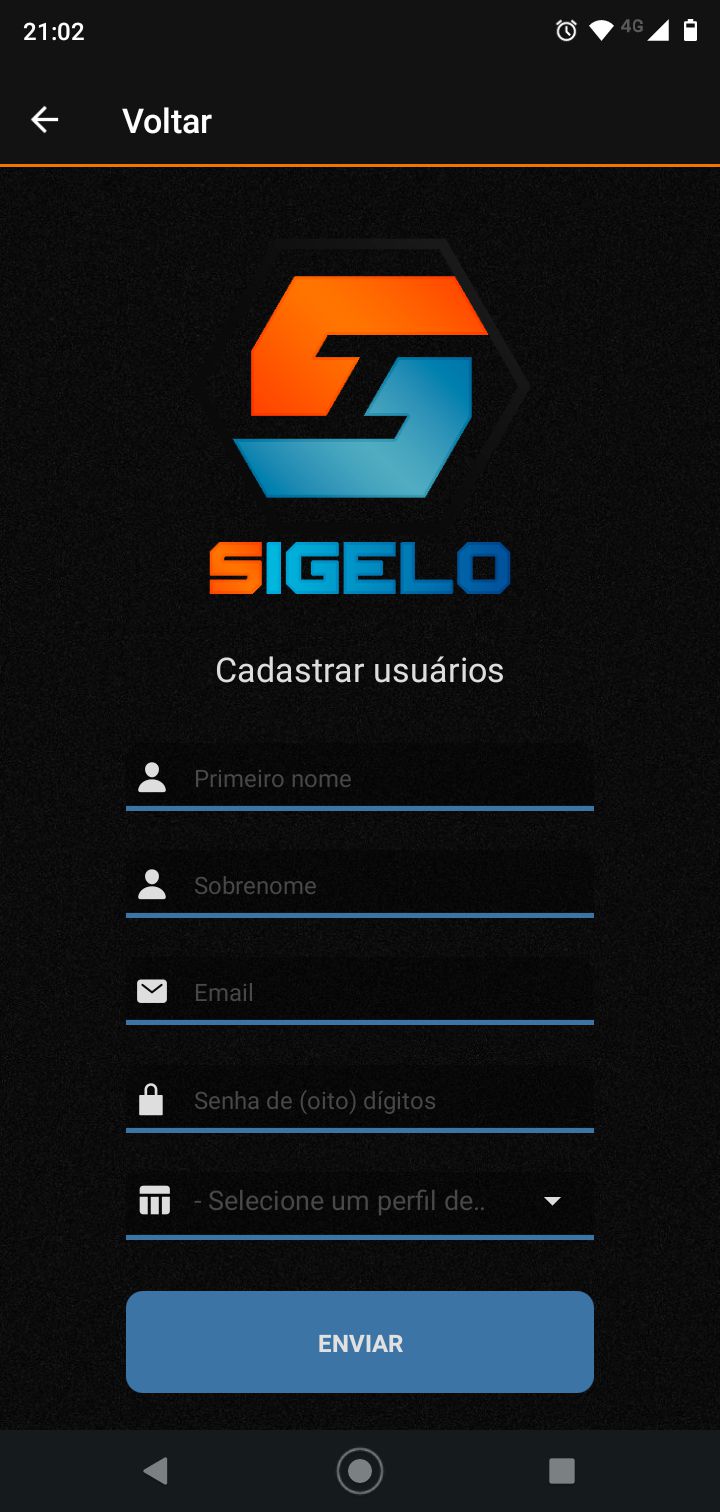 21:02
4G
Voltar
SIGELO
Cadastrar usuários
Primeiro nome
Sobrenome
Email
Senha de (oito) dígitos
- Selecione um perfil de..
ENVIAR